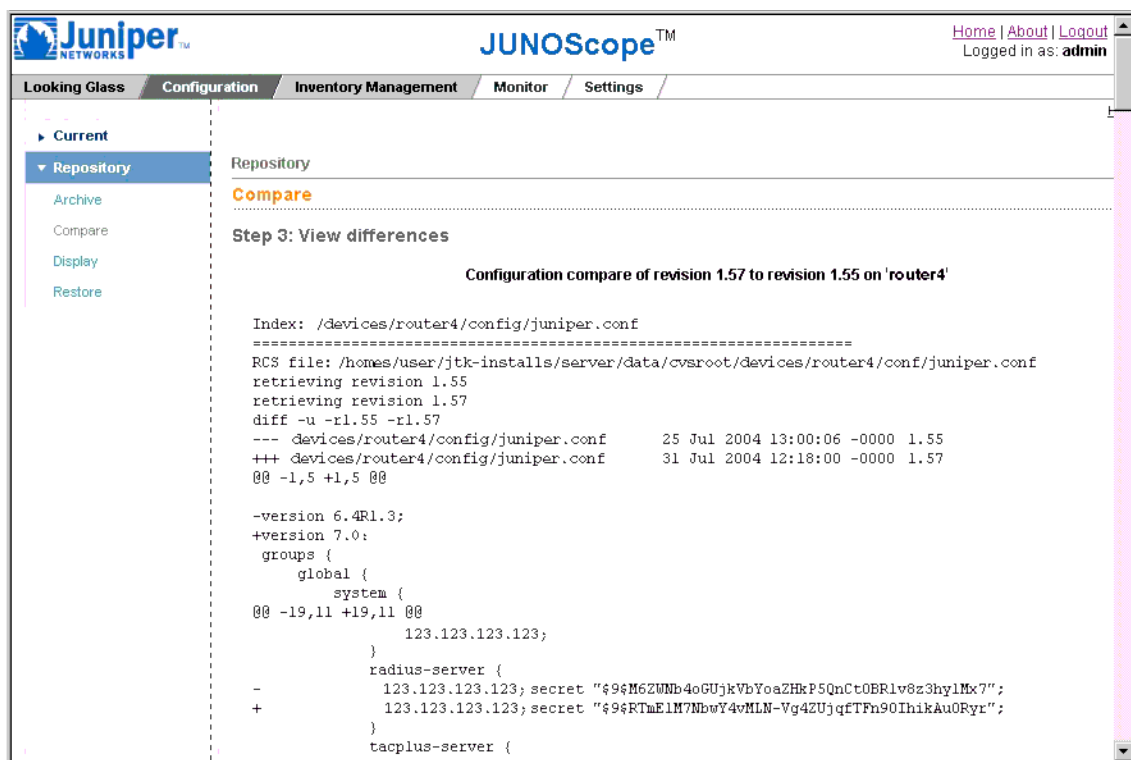 Juniper™
NETWORKS
JUNOScope™
Home | About | Logout
Logged in as: admin
Looking Glass
Configuration
Inventory Management
Monitor
Settings
Current
Repository
Archive
Compare
Display
Restore
Repository
Compare
Step 3: View differences
Configuration compare of revision 1.57 to revision 1.55 on 'router4'
Index: /devices/router4/config/juniper.conf
===================================================================
RCS file: /homes/user/jtk-installs/server/data/cvsroot/devices/router4/conf/juniper.conf
retrieving revision 1.55
retrieving revision 1.57
diff -u -r1.55 -r1.57
--- devices/router4/config/juniper.conf 25 Jul 2004 13:00:06 -0000 1.55
+++ devices/router4/config/juniper.conf 31 Jul 2004 12:18:00 -0000 1.57
@@ -1,5 +1,5 @@
-version 6.4R1.3;
+version 7.0:
groups {
global {
system {
@@ -19,11 +19,11 @@
123.123.123.123;
}
radius-server {
- 123.123.123.123; secret "$9$M6ZWNb4oGUjkVbYoaZHkP5QnCtOBRlv8z3hylMx7";
+ 123.123.123.123; secret "$9$RTmElM7NbwY4vMLN-Vg4ZUjqfTFn9OIhikAuORyr";
}
tacplus-server {